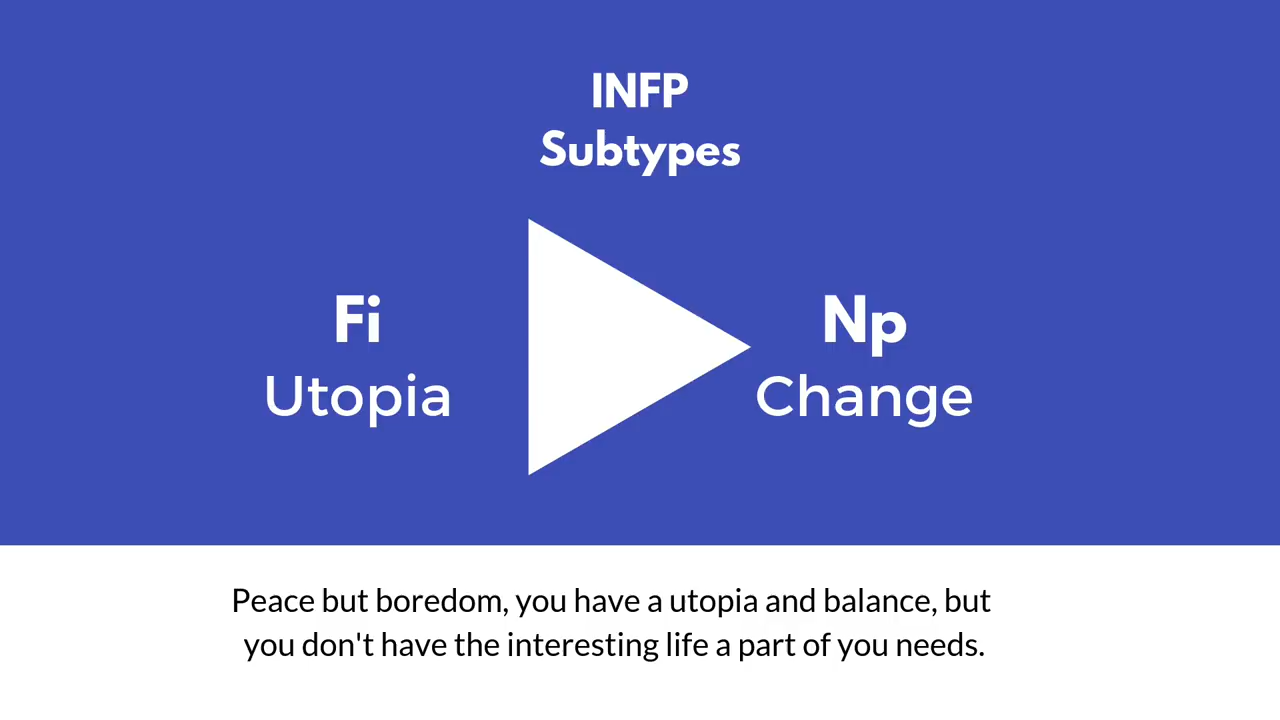 INFP
Subtypes
Fi
Utopia
Np
Change
Peace but boredom, you have a utopia and balance, but
you don't have the interesting life a part of you needs.